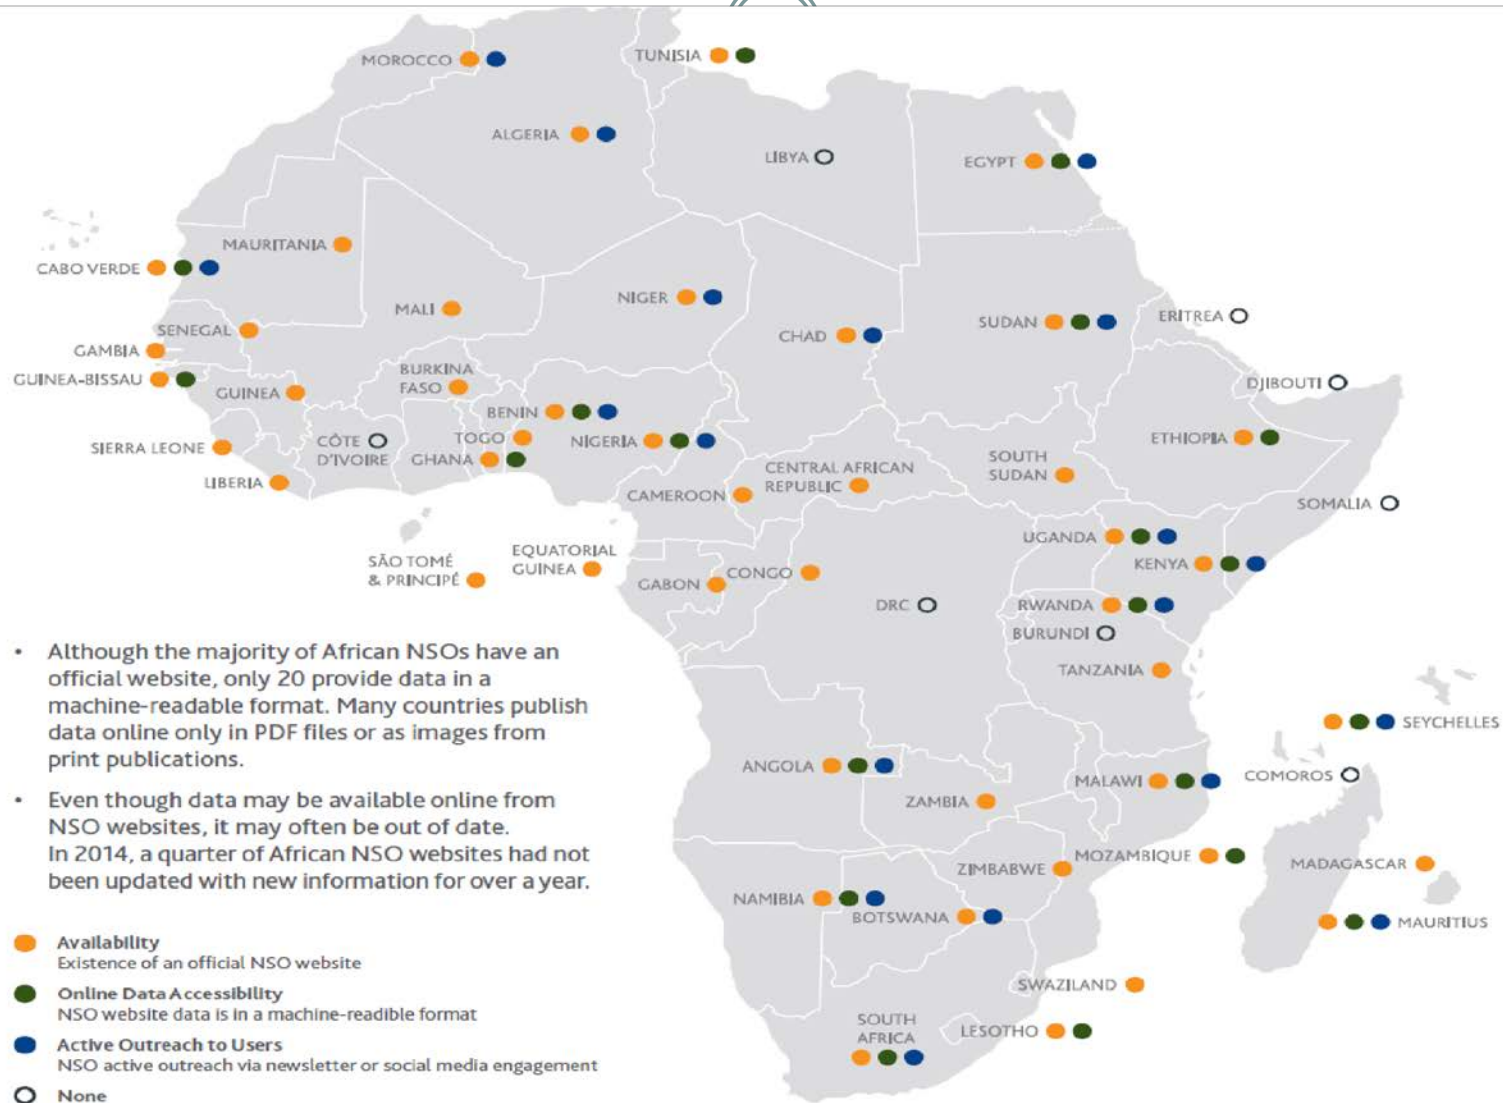 MOROCCO
TUNISIA
ALGERIA
LIBYA
EGYPT
MAURITANIA
CABO VERDE
NIGER
MALI
ERITREA
SENEGAL
SUDAN
CHAD
GAMBIA
BURKINA
FASO
GUINEA-BISSAU
GUINEA
DJIBOUTI
BENIN
SIERRA LEONE
CÔTE
D'IVOIRE
TOGO
NIGERIA
ETHIOPIA
GHANA
LIBERIA
CENTRAL AFRICAN
REPUBLIC
SOUTH
SUDAN
CAMEROON
SOMALIA
UGANDA
SÃO TOMÉ
& PRINCIPÉ
EQUATORIAL
GUINEA
KENYA
GABON
CONGO
DRC
RWANDA
BURUNDI
TANZANIA
• Although the majority of African NSOs have an
official website, only 20 provide data in a
machine-readable format. Many countries publish
data online only in PDF files or as images from
print publications.
• Even though data may be available online from
NSO websites, it may often be out of date.
In 2014, a quarter of African NSO websites had not
been updated with new information for over a year.
SEYCHELLES
ANGOLA
MALAWI
COMOROS
ZAMBIA
ZIMBABWE
MOZAMBIQUE
MADAGASCAR
NAMIBIA
BOTSWANA
MAURITIUS
SWAZILAND
SOUTH
AFRICA
LESOTHO
Availability
Existence of an official NSO website
Online Data Accessibility
NSO website data is in a machine-readible format
Active Outreach to Users
NSO active outreach via newsletter or social media engagement
None